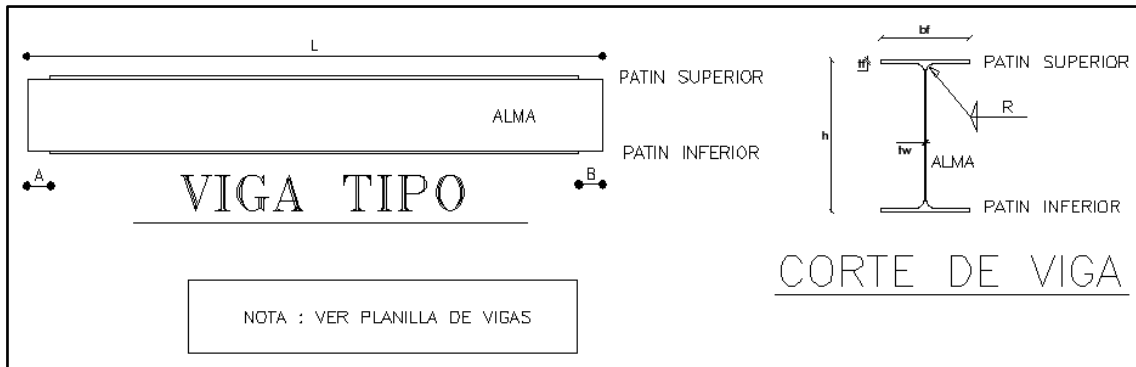 L
PATIN SUPERIOR
ALMA
PATIN INFERIOR
A
B
VIGA TIPO
NOTA : VER PLANILLA DE VIGAS
bf
tf
PATIN SUPERIOR
R
h
tw
ALMA
PATIN INFERIOR
CORTE DE VIGA